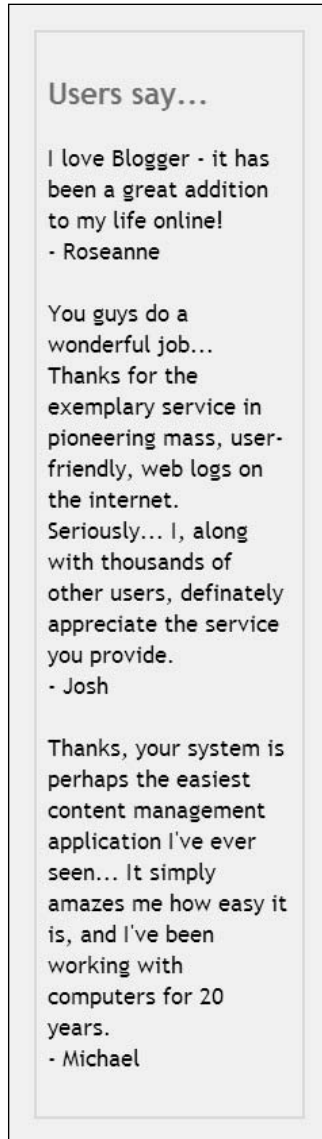 Users say...
I love Blogger - it has
been a great addition
to my life online!
- Roseanne
You guys do a
wonderful job...
Thanks for the
exemplary service in
pioneering mass, user-
friendly, web logs on
the internet.
Seriously... I, along
with thousands of
other users, definately
appreciate the service
you provide.
- Josh
Thanks, your system is
perhaps the easiest
content management
application I've ever
seen... It simply
amazes me how easy it
is, and I've been
working with
computers for 20
years.
- Michael